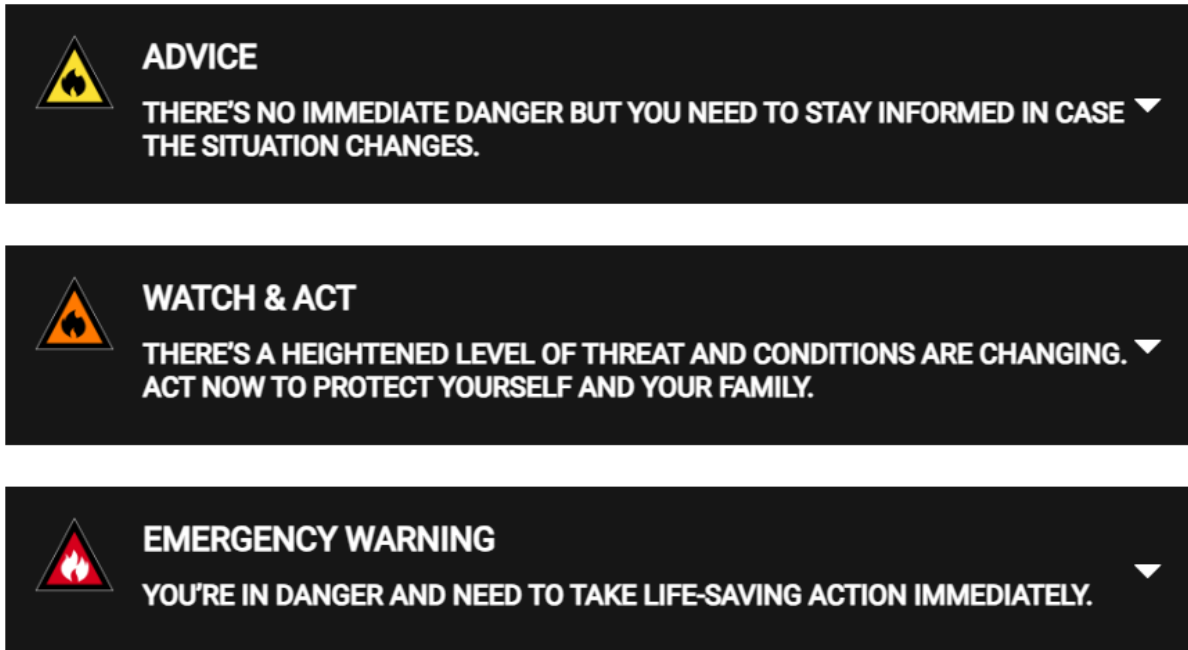 ADVICE
THERE’S NO IMMEDIATE DANGER BUT YOU NEED TO STAY INFORMED IN CASE
THE SITUATION CHANGES.
WATCH & ACT
THERE’S A HEIGHTENED LEVEL OF THREAT AND CONDITIONS ARE CHANGING.
ACT NOW TO PROTECT YOURSELF AND YOUR FAMILY.
EMERGENCY WARNING
YOU’RE IN DANGER AND NEED TO TAKE LIFE-SAVING ACTION IMMEDIATELY.